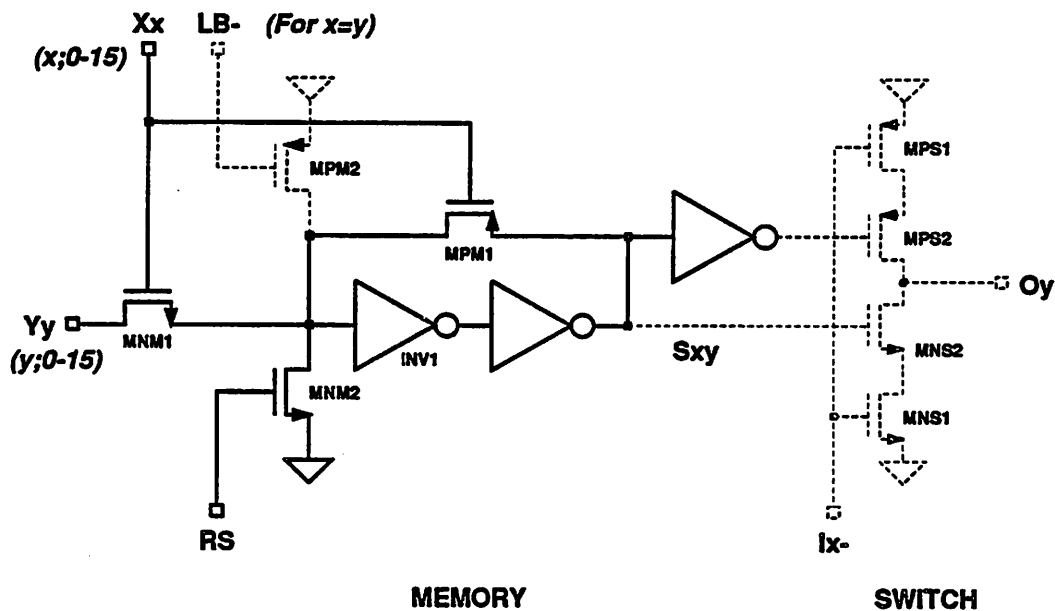 Xx LB- (For x=y)
(x;0-15)
MPM2
MPS1
MPS2
MPM1
Yy
(y;0-15)
MNM1
INV1
MNM2
Sxy
Oy
MNS2
MNS1
RS
Ix-
MEMORY SWITCH